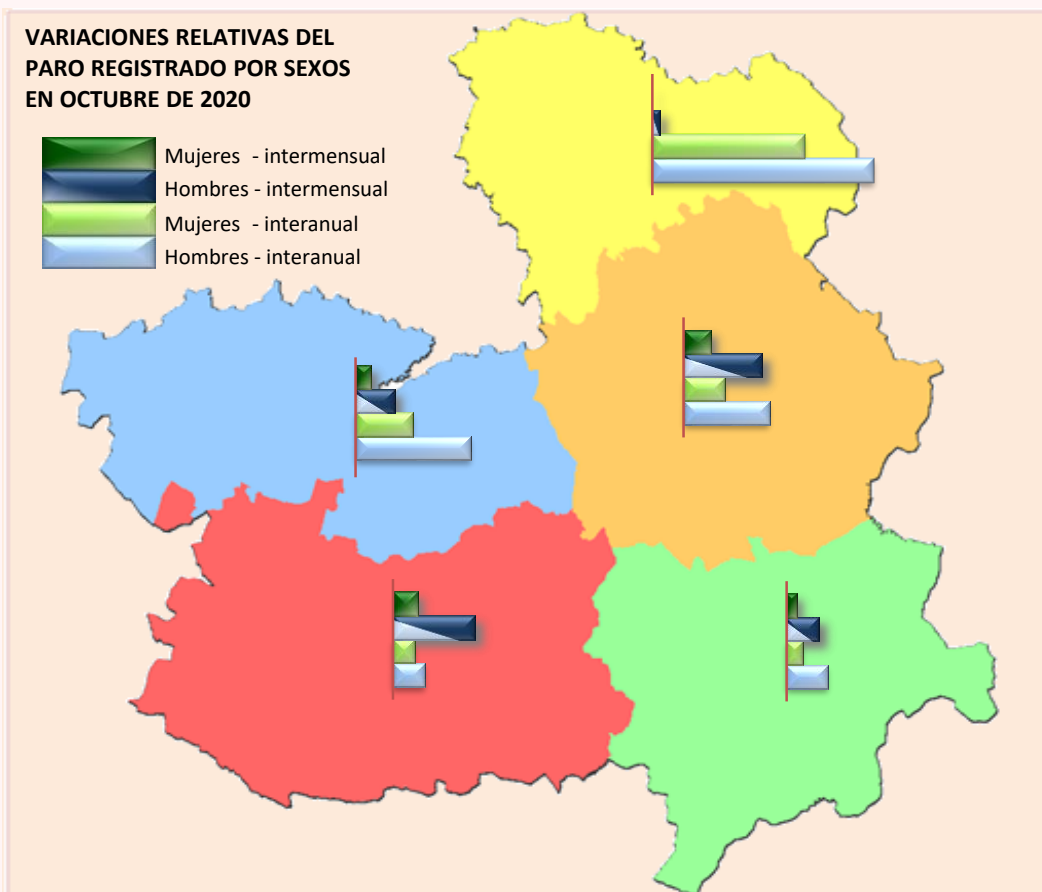 VARIACIONES RELATIVAS DEL
PARO REGISTRADO POR SEXOS
EN OCTUBRE DE 2020
Mujeres - intermensual
Hombres - intermensual
Mujeres - interanual
Hombres - interanual